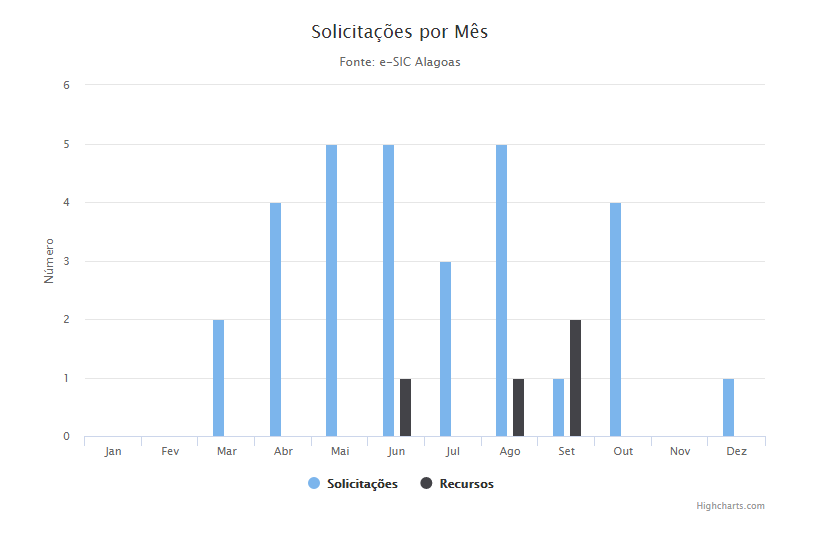 Solicitações por Mês
Fonte: e-SIC Alagoas
Número
6
5
4
3
2
1
0
Jan Fev Mar Abr Mai Jun Jul Ago Set Out Nov Dez
Solicitações Recursos
Highcharts.com